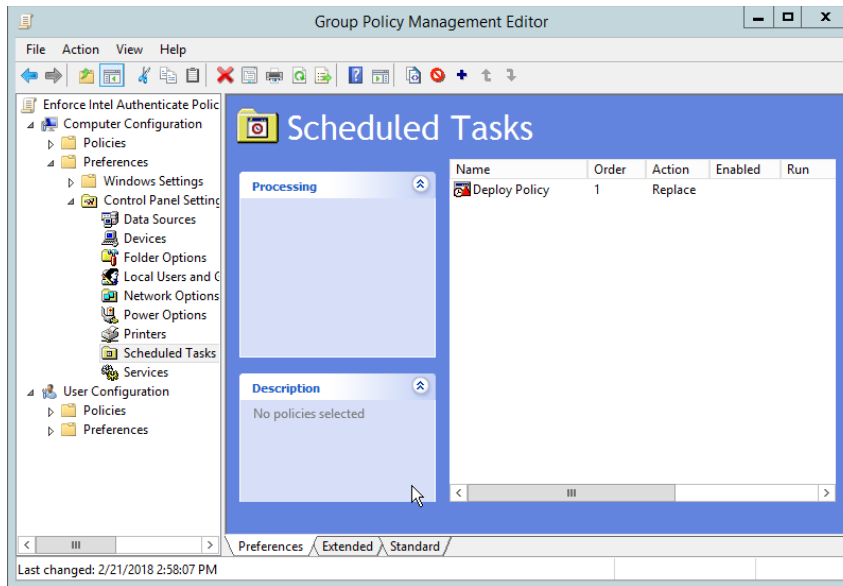 Group Policy Management Editor
File Action View Help
Enforce Intel Authenticate Polic
Computer Configuration
Policies
Preferences
Windows Settings
Control Panel Setting
Data Sources
Devices
Folder Options
Local Users and G
Network Options
Power Options
Printers
Scheduled Tasks
Services
User Configuration
Policies
Preferences
Scheduled Tasks
Processing
Description
No policies selected
Name Order Action Enabled Run
Deploy Policy 1 Replace
Preferences Extended Standard
Last changed: 2/21/2018 2:58:07 PM